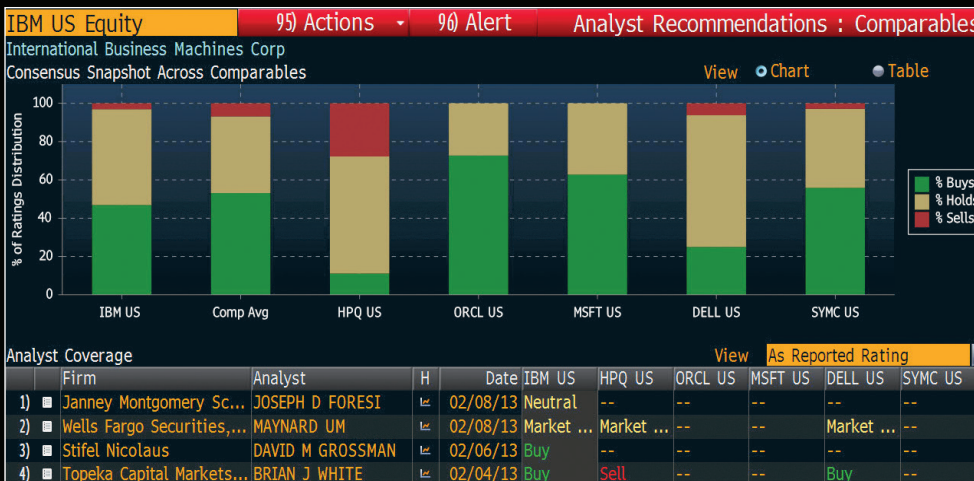 IBM US Equity 95) Actions 96) Alert Analyst Recommendations : Comparables
International Business Machines Corp
Consensus Snapshot Across Comparables View Chart Table
% of Ratings Distribution
100
80
60
40
20
0
% Buys
% Holds
% Sells
IBM US Comp Avg HPQ US ORCL US MSFT US DELL US SYMC US
Analyst Coverage View As Reported Rating
Firm Analyst H Date IBM US HPQ US ORCL US MSFT US DELL US SYMC US
1) Janney Montgomery Sc... JOSEPH D FORESI 02/08/13 Neutral -- -- -- -- --
2) Wells Fargo Securities,... MAYNARD UM 02/08/13 Market ... Market ... -- -- Market ... --
3) Stifel Nicolaus DAVID M GROSSMAN 02/06/13 Buy -- -- -- -- --
4) Topeka Capital Markets... BRIAN J WHITE 02/04/13 Buy Sell -- -- Buy --